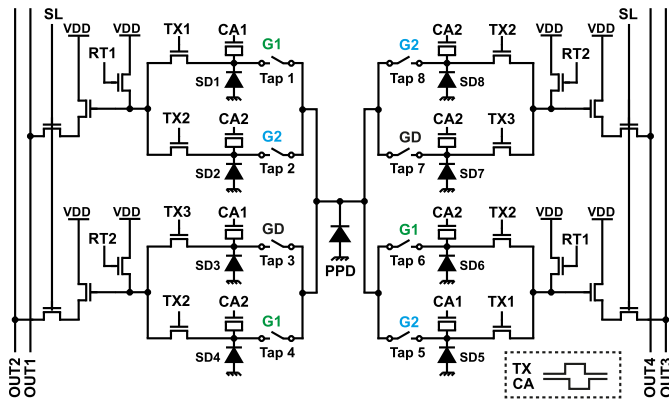 SL
VDD
VDD
RT1
TX1
CA1
G1
SD1
Tap 1
TX2
CA2
G2
SD2
Tap 2
G2
CA2
TX2
VDD
VDD
SL
RT2
Tap 8
SD8
GD
CA2
TX3
Tap 7
SD7
VDD
VDD
RT2
TX3
CA1
GD
SD3
Tap 3
TX2
CA2
G1
SD4
Tap 4
PPD
G1
CA2
TX2
VDD
VDD
RT1
Tap 6
SD6
G2
CA1
TX1
Tap 5
SD5
OUT2
OUT1
OUT4
OUT3
TX
CA